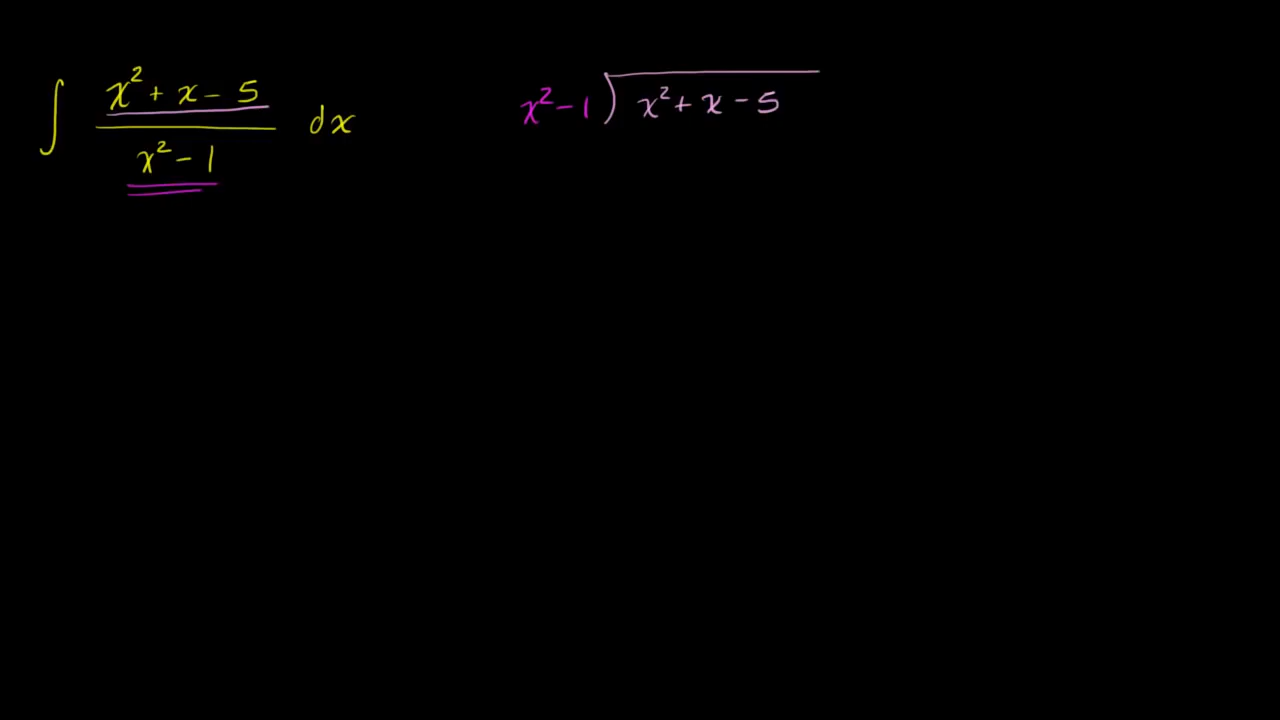 ∫ (x² + x - 5)/(x² - 1) dx
x² - 1 ) x² + x - 5